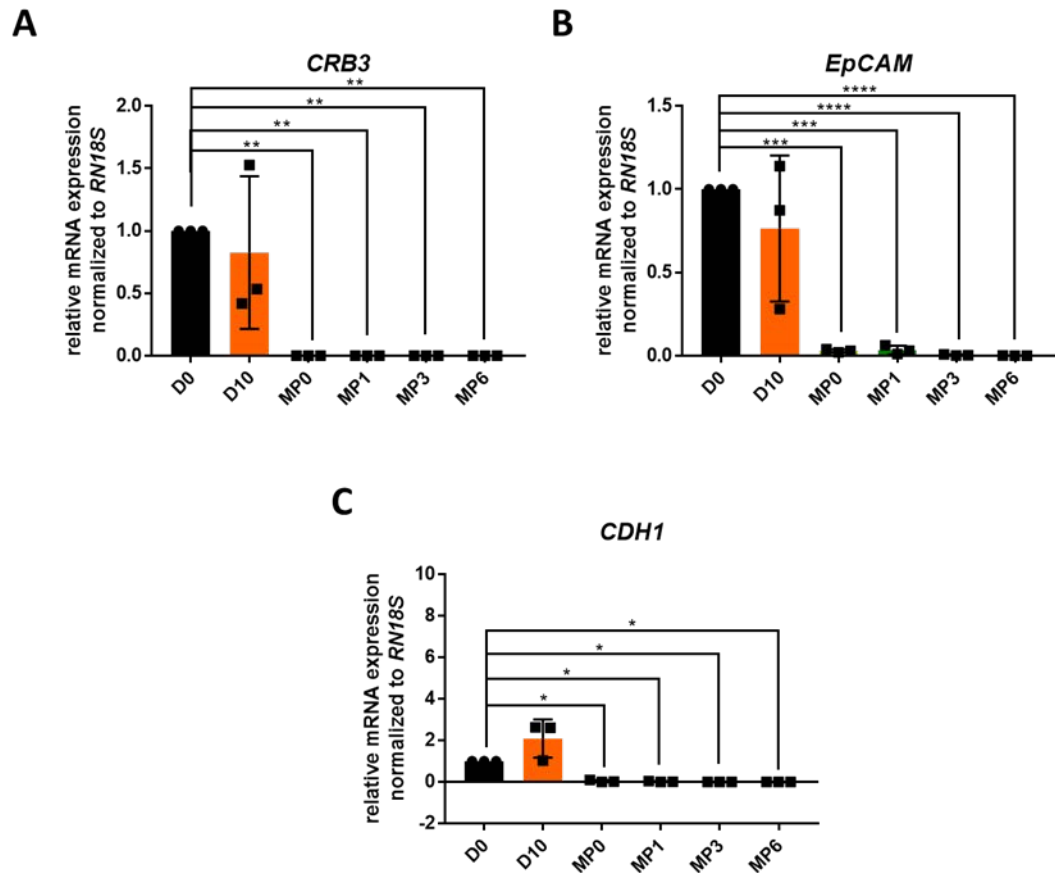 A
CRB3
relative mRNA expression
normalized to RN18S
2.0
1.5
1.0
0.5
0.0
**
**
**
**
D0 D10 MP0 MP1 MP3 MP6
B
EpCAM
relative mRNA expression
normalized to RN18S
1.5
1.0
0.5
0.0
****
****
***
***
D0 D10 MP0 MP1 MP3 MP6
C
CDH1
relative mRNA expression
normalized to RN18S
10
8
6
4
2
0
-2
*
*
*
*
D0 D10 MP0 MP1 MP3 MP6